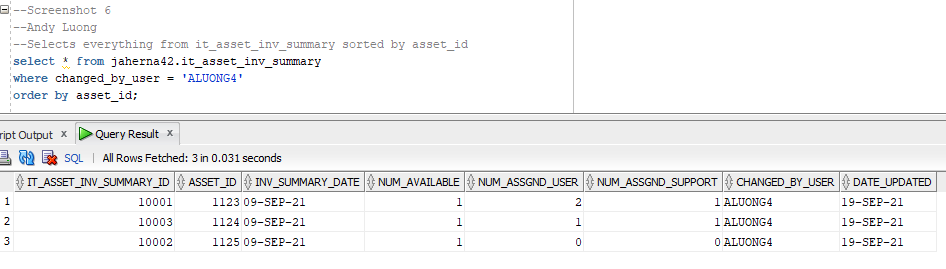 --Screenshot 6
--Andy Luong
--Selects everything from it_asset_inv_summary sorted by asset_id
select * from jaherna42.it_asset_inv_summary
where changed_by_user = 'ALUONG4'
order by asset_id;
ript Output x Query Result x
SQL | All Rows Fetched: 3 in 0.031 seconds
IT_ASSET_INV_SUMMARY_ID ASSET_ID INV_SUMMARY_DATE NUM_AVAILABLE NUM_ASSGND_USER NUM_ASSGND_SUPPORT CHANGED_BY_USER DATE_UPDATED
1 10001 1123 09-SEP-21 1 2 1 ALUONG4 19-SEP-21
2 10003 1124 09-SEP-21 1 1 1 ALUONG4 19-SEP-21
3 10002 1125 09-SEP-21 1 0 0 ALUONG4 19-SEP-21